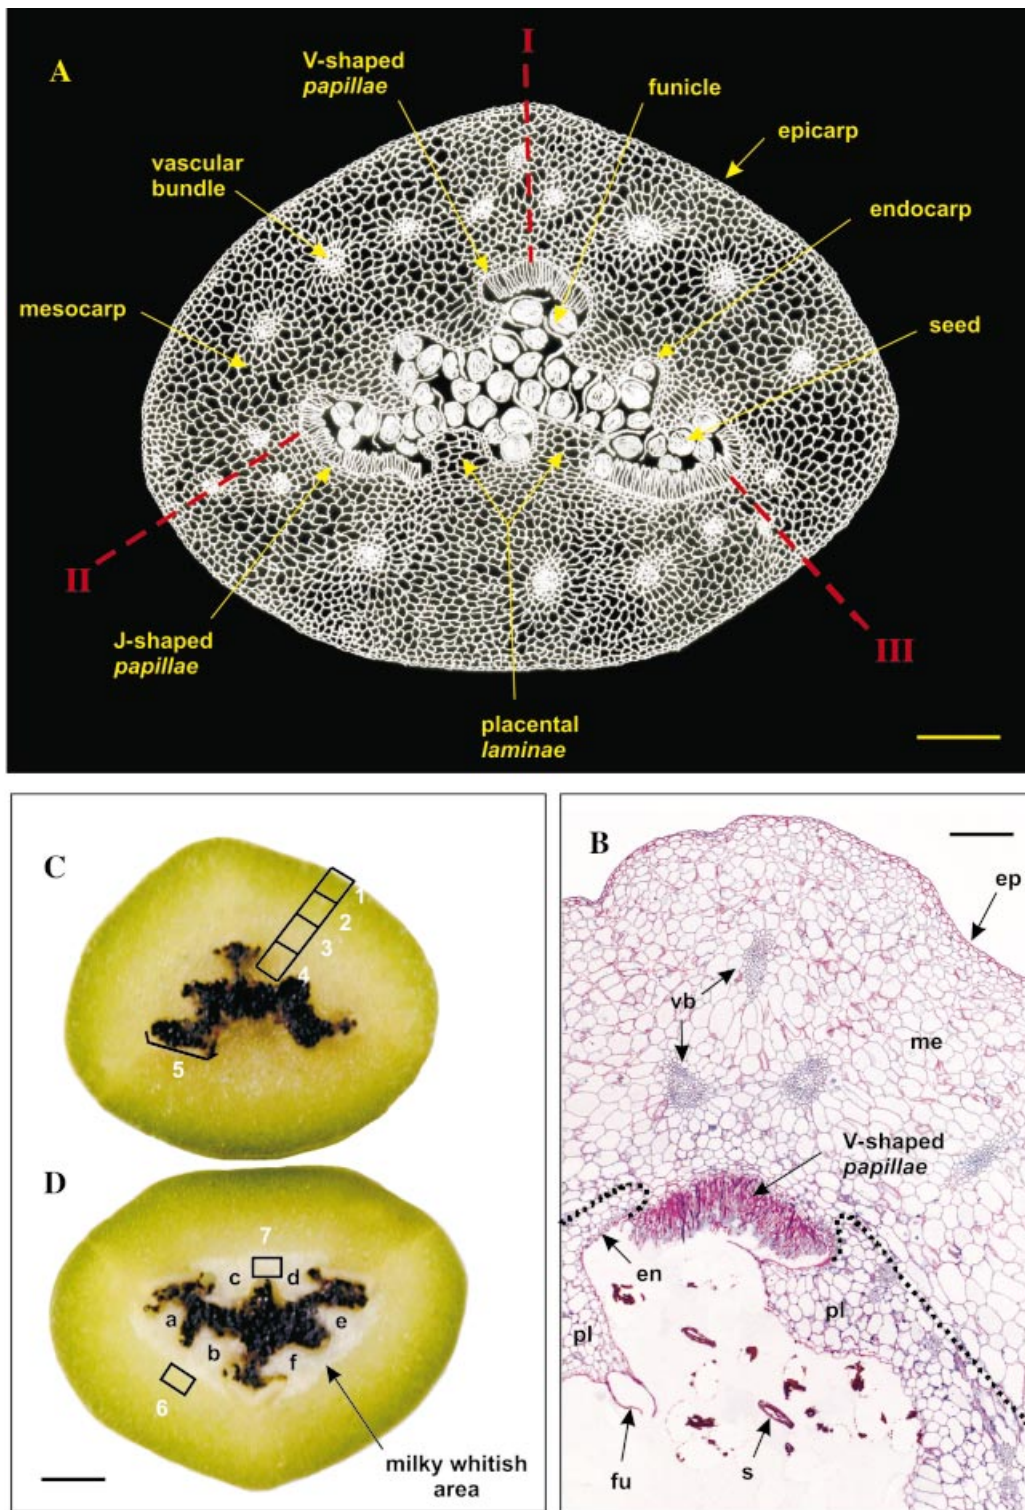 A
I
V-shaped
papillae
funicle
epicarp
vascular
bundle
endocarp
mesocarp
seed
II
III
J-shaped
papillae
placental
laminae
C
1
2
3
4
5
D
7
c d
a e
b f
6
milky whitish
area
B
ep
vb
me
V-shaped
papillae
en
pl
pl
fu
s